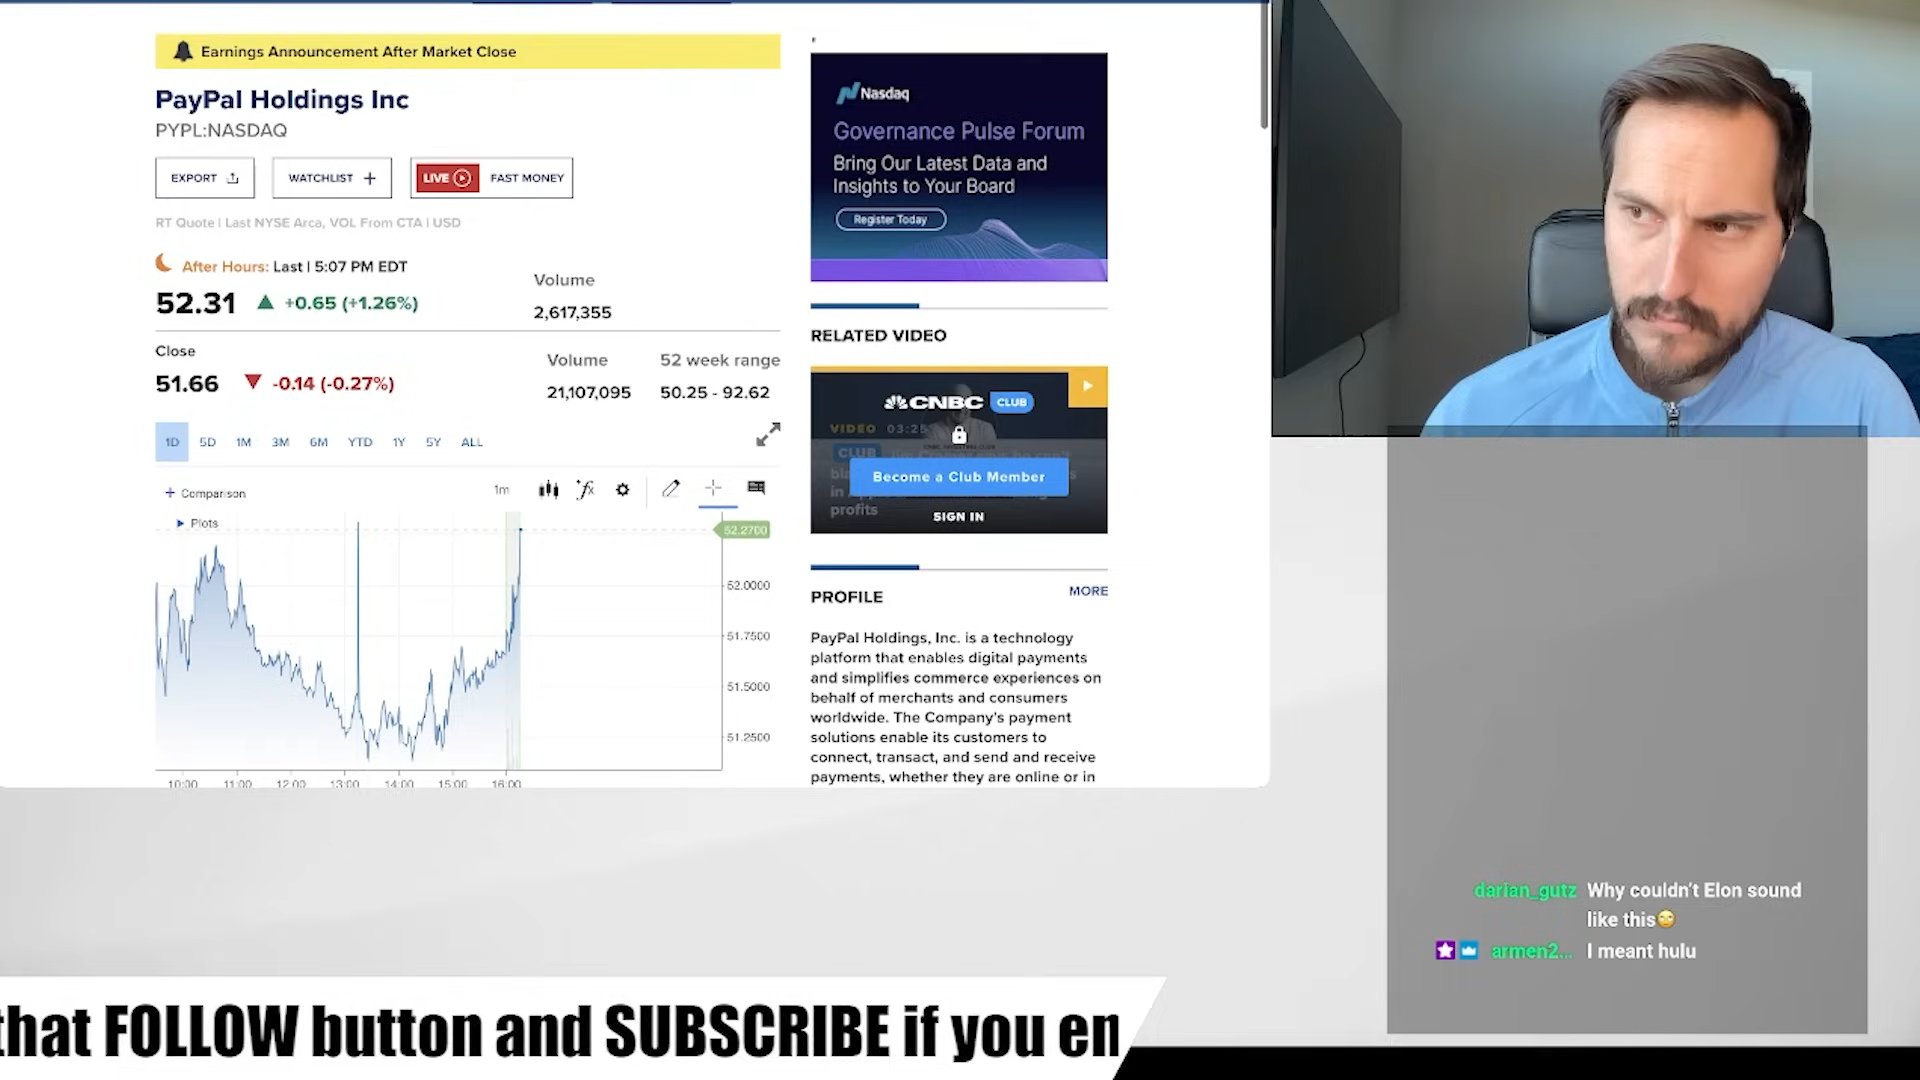 Earnings Announcement After Market Close
PayPal Holdings Inc
PYPL:NASDAQ
EXPORT
WATCHLIST +
LIVE
FAST MONEY
RT Quote | Last NYSE Arca, VOL From CTA | USD
After Hours: Last | 5:07 PM EDT
52.31 +0.65 (+1.26%)
Volume
2,617,355
Close
51.66 -0.14 (-0.27%)
Volume
21,107,095
52 week range
50.25 - 92.62
1D 5D 1M 3M 6M YTD 1Y 5Y ALL
+ Comparison
1m
fx
Plots
52.2700
52.0000
51.7500
51.5000
51.2500
10:00 11:00 12:00 13:00 14:00 15:00 16:00
Nasdaq
Governance Pulse Forum
Bring Our Latest Data and
Insights to Your Board
Register Today
RELATED VIDEO
CNBC CLUB
VIDEO 03:25
CLUB
Become a Club Member
profits
SIGN IN
PROFILE
MORE
PayPal Holdings, Inc. is a technology
platform that enables digital payments
and simplifies commerce experiences on
behalf of merchants and consumers
worldwide. The Company's payment
solutions enable its customers to
connect, transact, and send and receive
payments, whether they are online or in
darian_gutz Why couldn't Elon sound
like this🙄
armen2... I meant hulu
that FOLLOW button and SUBSCRIBE if you en